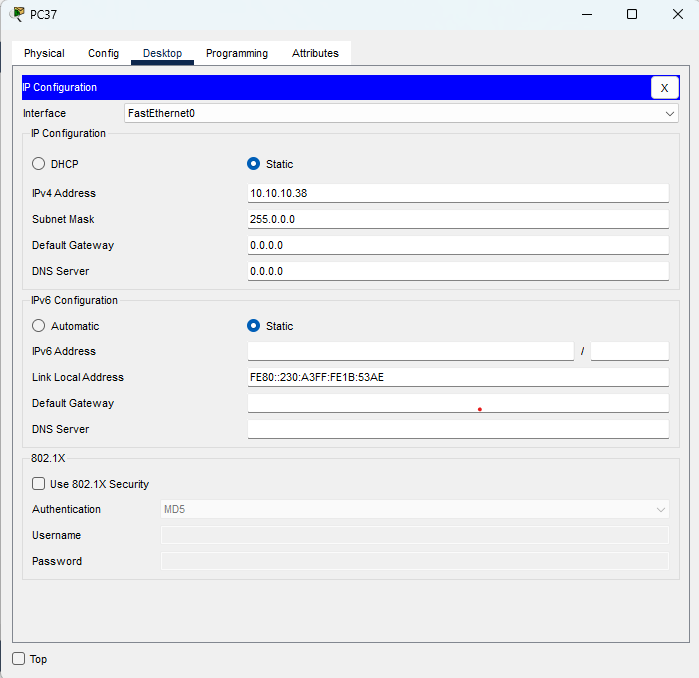 PC37
Physical Config Desktop Programming Attributes
IP Configuration X
Interface FastEthernet0
IP Configuration
DHCP Static
IPv4 Address 10.10.10.38
Subnet Mask 255.0.0.0
Default Gateway 0.0.0.0
DNS Server 0.0.0.0
IPv6 Configuration
Automatic Static
IPv6 Address /
Link Local Address FE80::230:A3FF:FE1B:53AE
Default Gateway
DNS Server
802.1X
Use 802.1X Security
Authentication MD5
Username
Password
Top